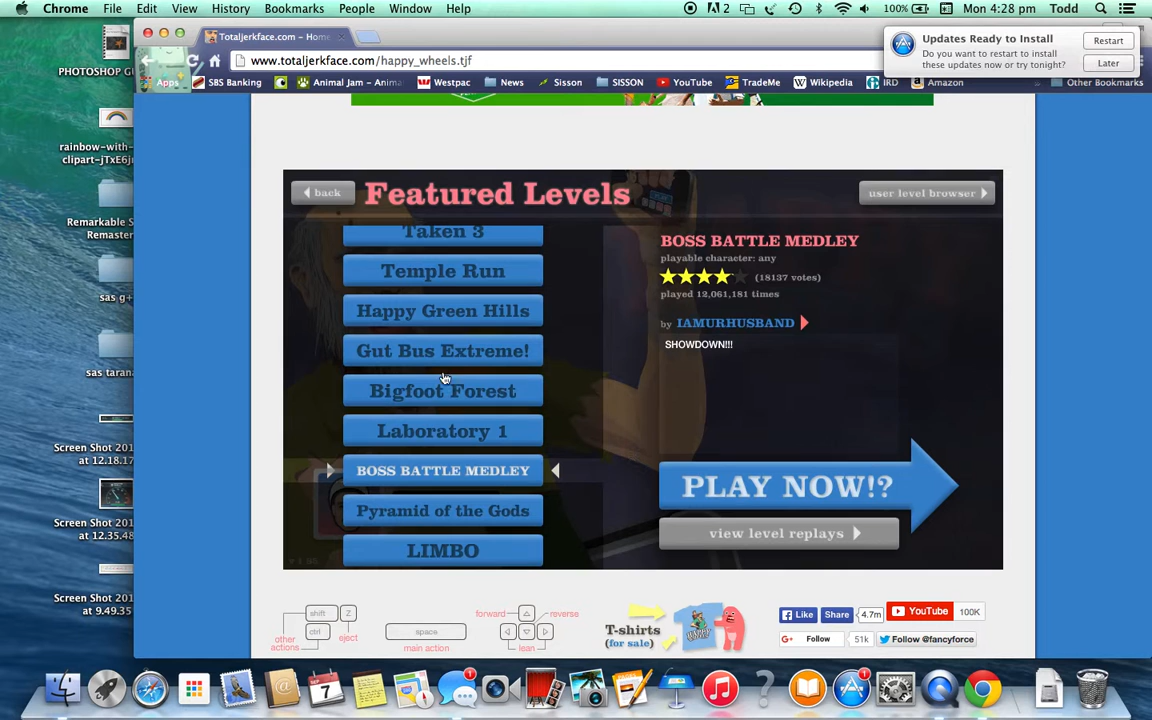 Chrome File Edit View History Bookmarks People Window Help
2 100% Mon 4:28 pm Todd
Totaljerkface.com – Home
www.totaljerkface.com/happy_wheels.tjf
Updates Ready to Install
Do you want to restart to install
these updates now or try tonight?
Restart
Later
Apps SBS Banking Animal Jam – Anima Westpac News Sisson SISSON YouTube TradeMe Wikipedia IRD Amazon » Other Bookmarks
PHOTOSHOP GU
rainbow-with-
clipart-jTxE6jr
Remarkable S
Remaster
sas g+
sas tarana
Screen Shot 201
at 12.18.17
Screen Shot 201
at 12.35.48
Screen Shot 201
at 9.49.35
back
Featured Levels
user level browser
Taken 3
Temple Run
Happy Green Hills
Gut Bus Extreme!
Bigfoot Forest
Laboratory 1
BOSS BATTLE MEDLEY
Pyramid of the Gods
LIMBO
BOSS BATTLE MEDLEY
playable character: any
(18137 votes)
played 12,061,181 times
by IAMURHUSBAND
SHOWDOWN!!!
PLAY NOW!?
view level replays
shift Z
ctrl eject
other
actions
space
main action
forward reverse
lean
T-shirts
(for sale)
Like Share 4.7m YouTube 100K
Follow 51k Follow @fancyforce
SEP
7
1
1